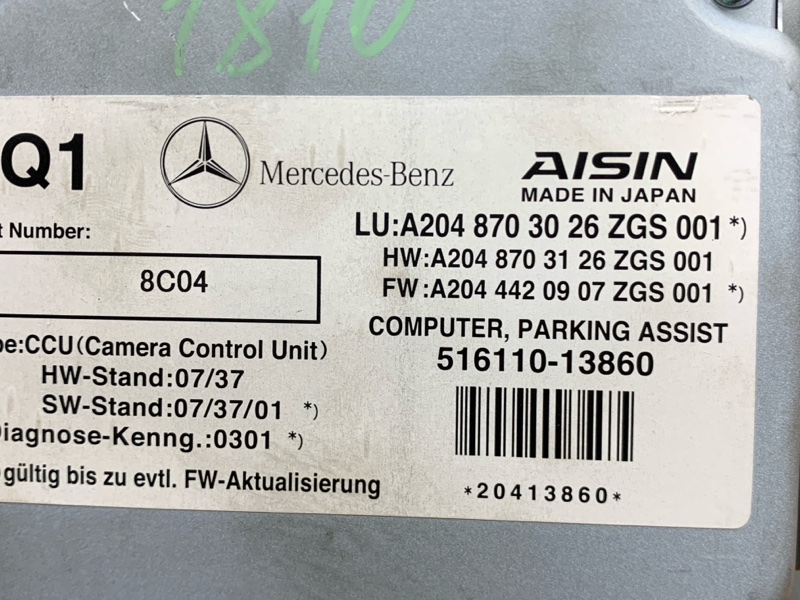 1810
Q1
Mercedes-Benz
AISIN
MADE IN JAPAN
t Number:
8C04
LU:A204 870 30 26 ZGS 001 *)
HW:A204 870 31 26 ZGS 001
FW:A204 442 09 07 ZGS 001 *)
COMPUTER, PARKING ASSIST
516110-13860
pe:CCU(Camera Control Unit)
HW-Stand:07/37
SW-Stand:07/37/01 *)
Diagnose-Kenng.:0301 *)
)gültig bis zu evtl. FW-Aktualisierung
*20413860*